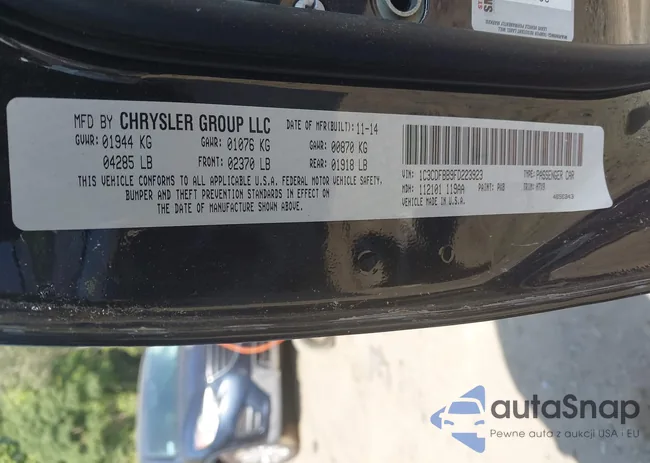 MFD BY CHRYSLER GROUP LLC
DATE OF MFR(BUILT): 11-14
GVWR: 01944 KG
GAWR: 01076 KG
GAWR: 00870 KG
04285 LB
FRONT: 02370 LB
REAR: 01918 LB
THIS VEHICLE CONFORMS TO ALL APPLICABLE U.S.A. FEDERAL MOTOR VEHICLE SAFETY,
BUMPER AND THEFT PREVENTION STANDARDS IN EFFECT ON
THE DATE OF MANUFACTURE SHOWN ABOVE.
VIN: 1C3CDFBB9FD223923
TYPE: PASSENGER CAR
MDH: 112101 119AA
PAINT: PXB
TRIM: HTX9
VEHICLE MADE IN U.S.A.
autaSnap
Pewne auta z aukcji USA - EU